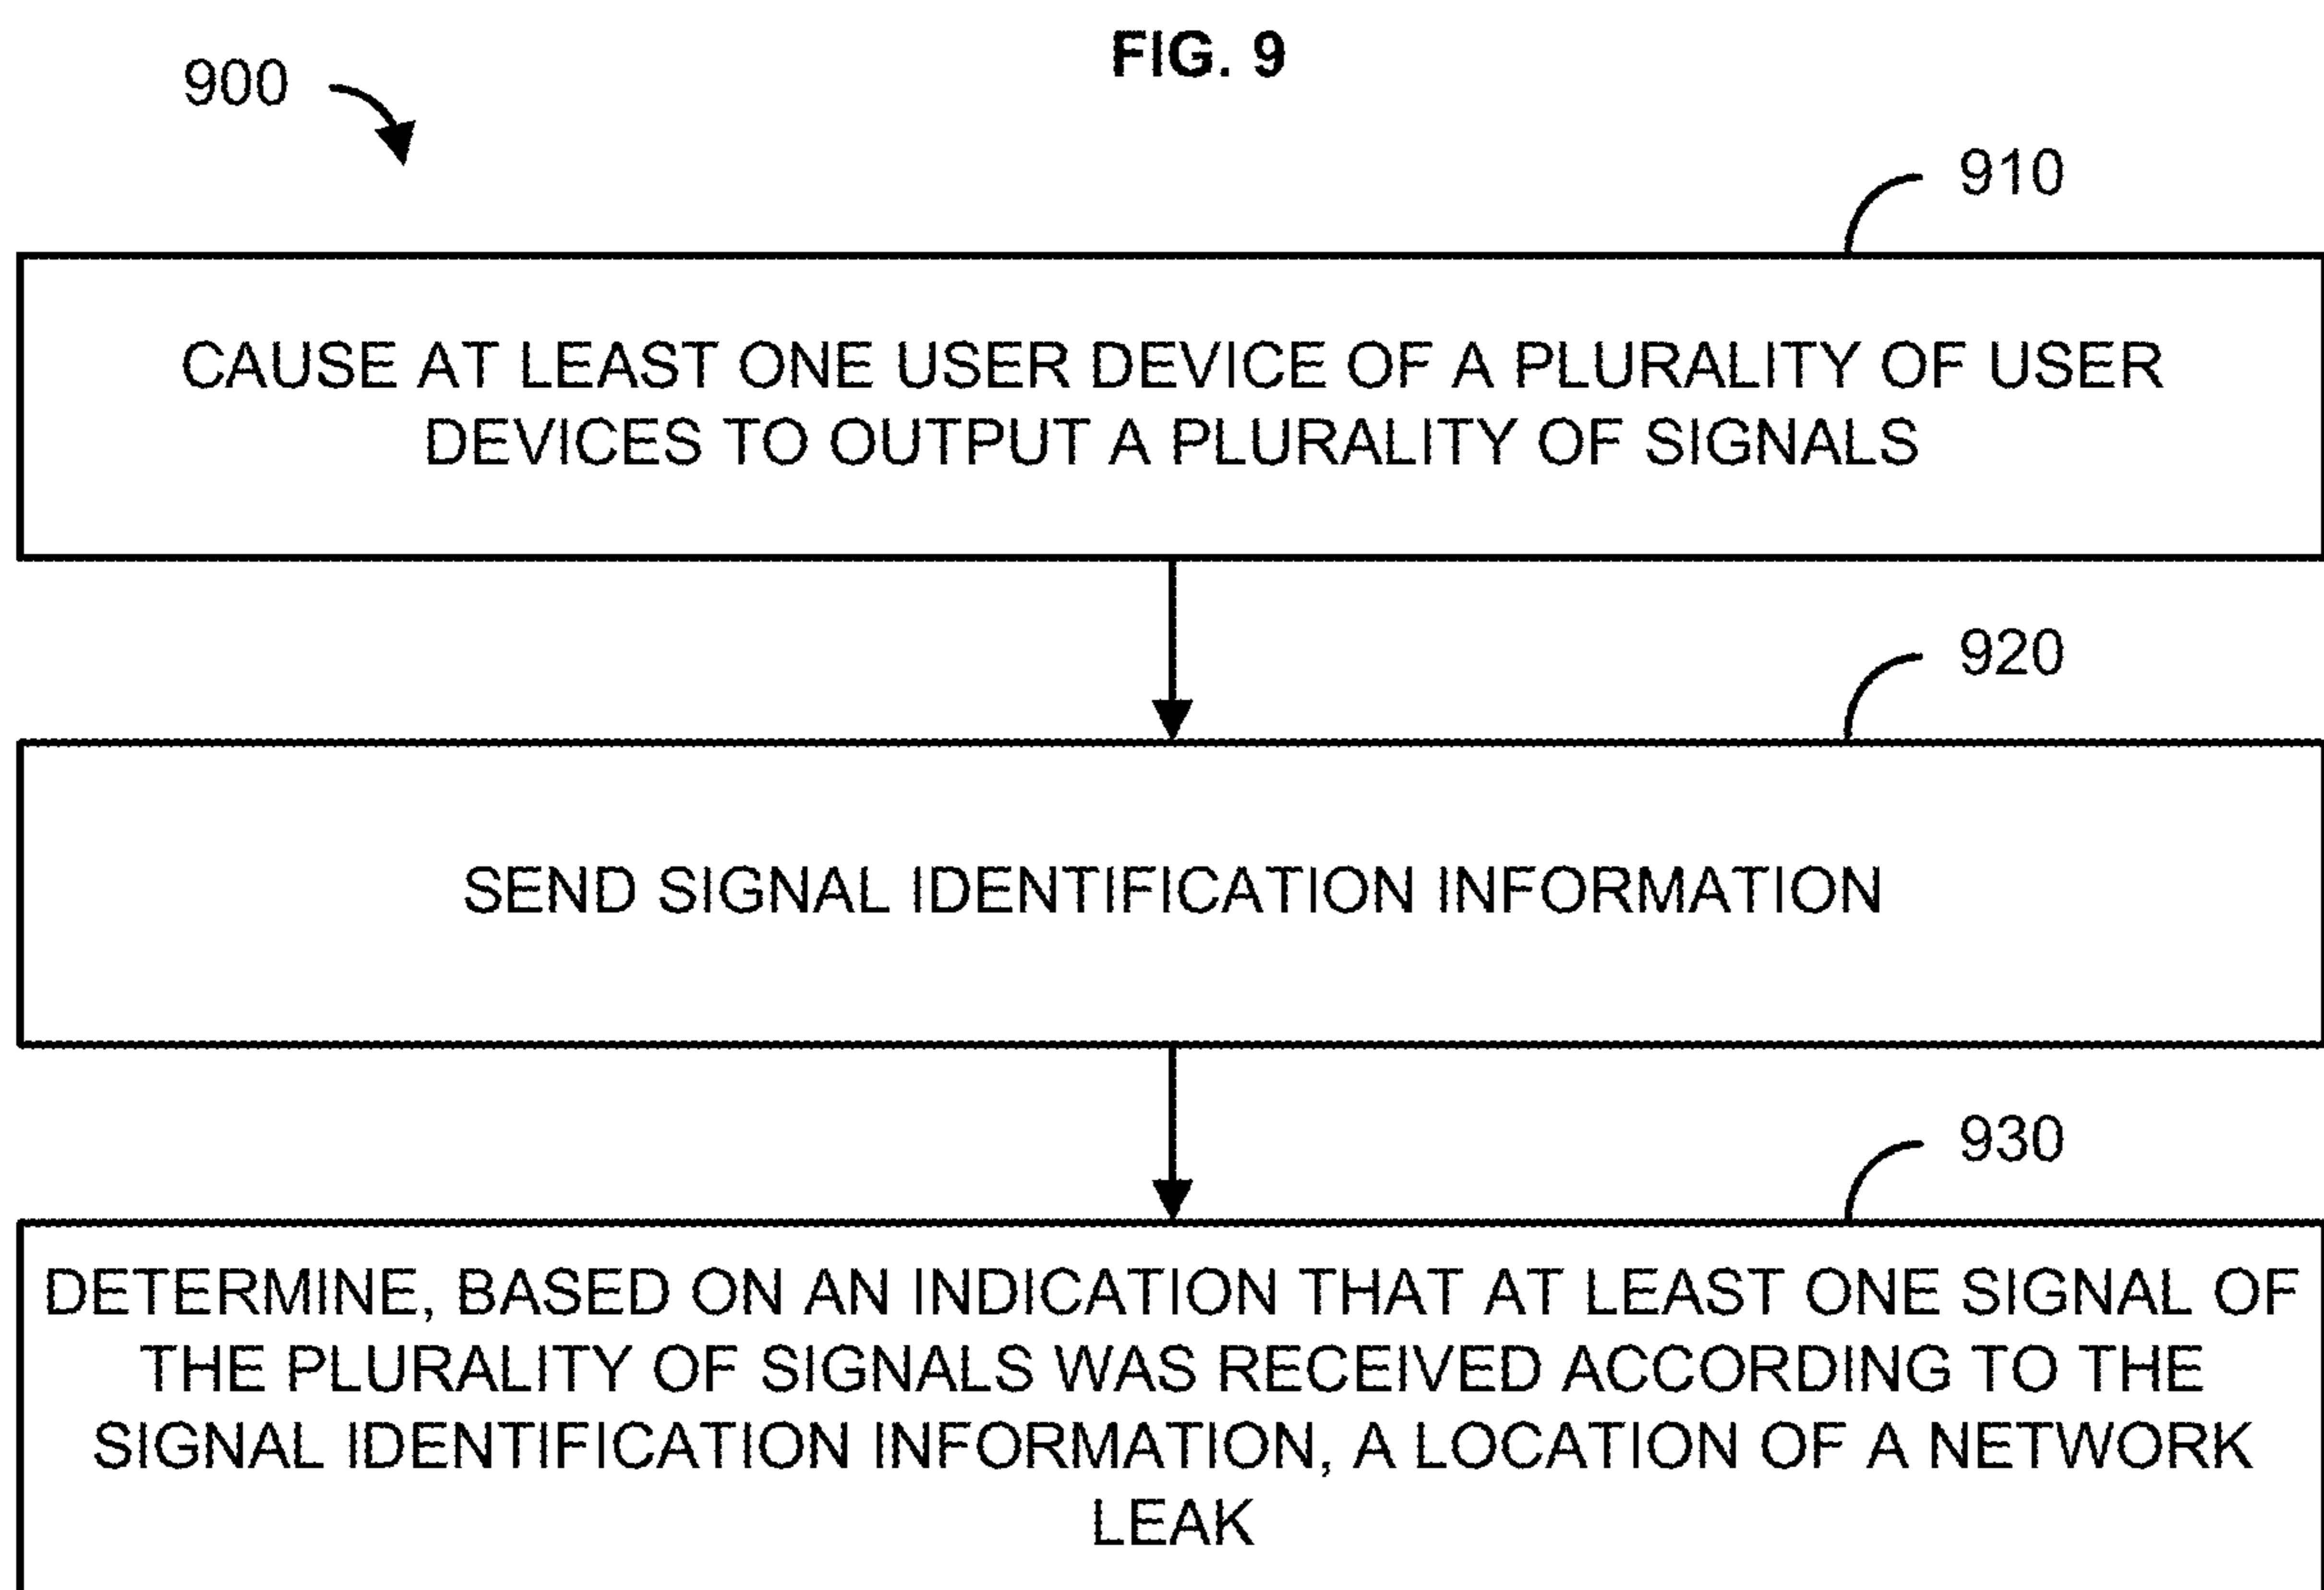 FIG. 9
900
910
CAUSE AT LEAST ONE USER DEVICE OF A PLURALITY OF USER
DEVICES TO OUTPUT A PLURALITY OF SIGNALS
920
SEND SIGNAL IDENTIFICATION INFORMATION
930
DETERMINE, BASED ON AN INDICATION THAT AT LEAST ONE SIGNAL OF
THE PLURALITY OF SIGNALS WAS RECEIVED ACCORDING TO THE
SIGNAL IDENTIFICATION INFORMATION, A LOCATION OF A NETWORK
LEAK